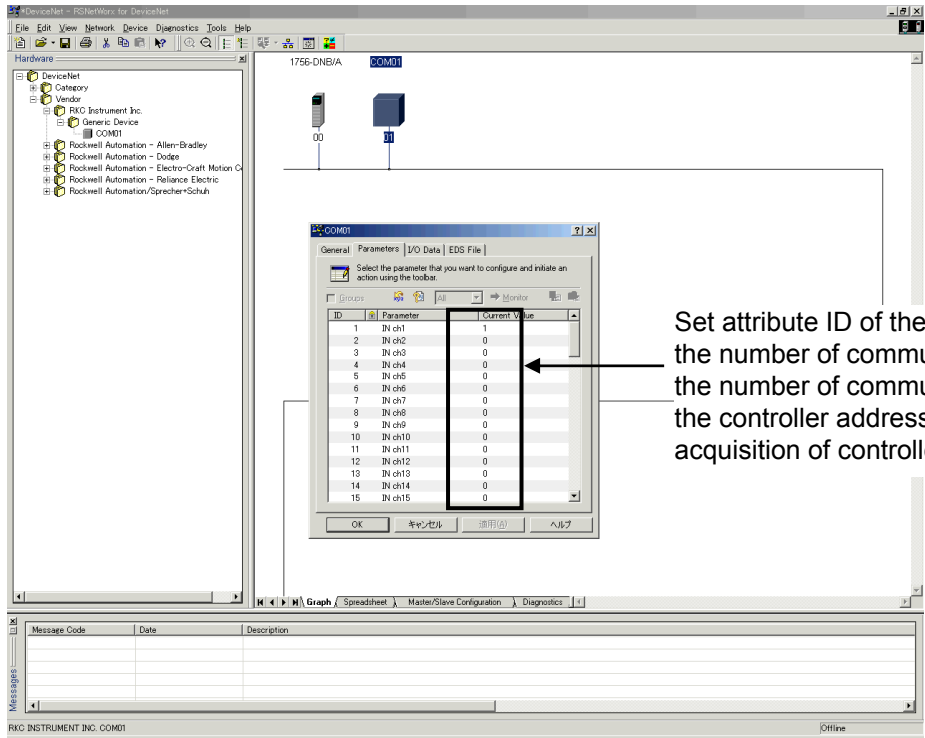 *DeviceNet - RSNetWorx for DeviceNet
File Edit View Network Device Diagnostics Tools Help
Hardware
DeviceNet
Category
Vendor
RKC Instrument Inc.
Generic Device
COM01
Rockwell Automation - Allen-Bradley
Rockwell Automation - Dodge
Rockwell Automation - Electro-Craft Motion C
Rockwell Automation - Reliance Electric
Rockwell Automation/Sprecher+Schuh
1756-DNB/A COM01
00 01
COM01
General Parameters I/O Data EDS File
Select the parameter that you want to configure and initiate an
action using the toolbar.
Groups All Monitor
ID Parameter Current Value
1 IN ch1 1
2 IN ch2 0
3 IN ch3 0
4 IN ch4 0
5 IN ch5 0
6 IN ch6 0
7 IN ch7 0
8 IN ch8 0
9 IN ch9 0
10 IN ch10 0
11 IN ch11 0
12 IN ch12 0
13 IN ch13 0
14 IN ch14 0
15 IN ch15 0
OK キャンセル 適用(A) ヘルプ
Set attribute ID of the
the number of commu
the number of commu
the controller address
acquisition of controll
Graph Spreadsheet Master/Slave Configuration Diagnostics
Message Code Date Description
Messages
RKC INSTRUMENT INC. COM01 Offline